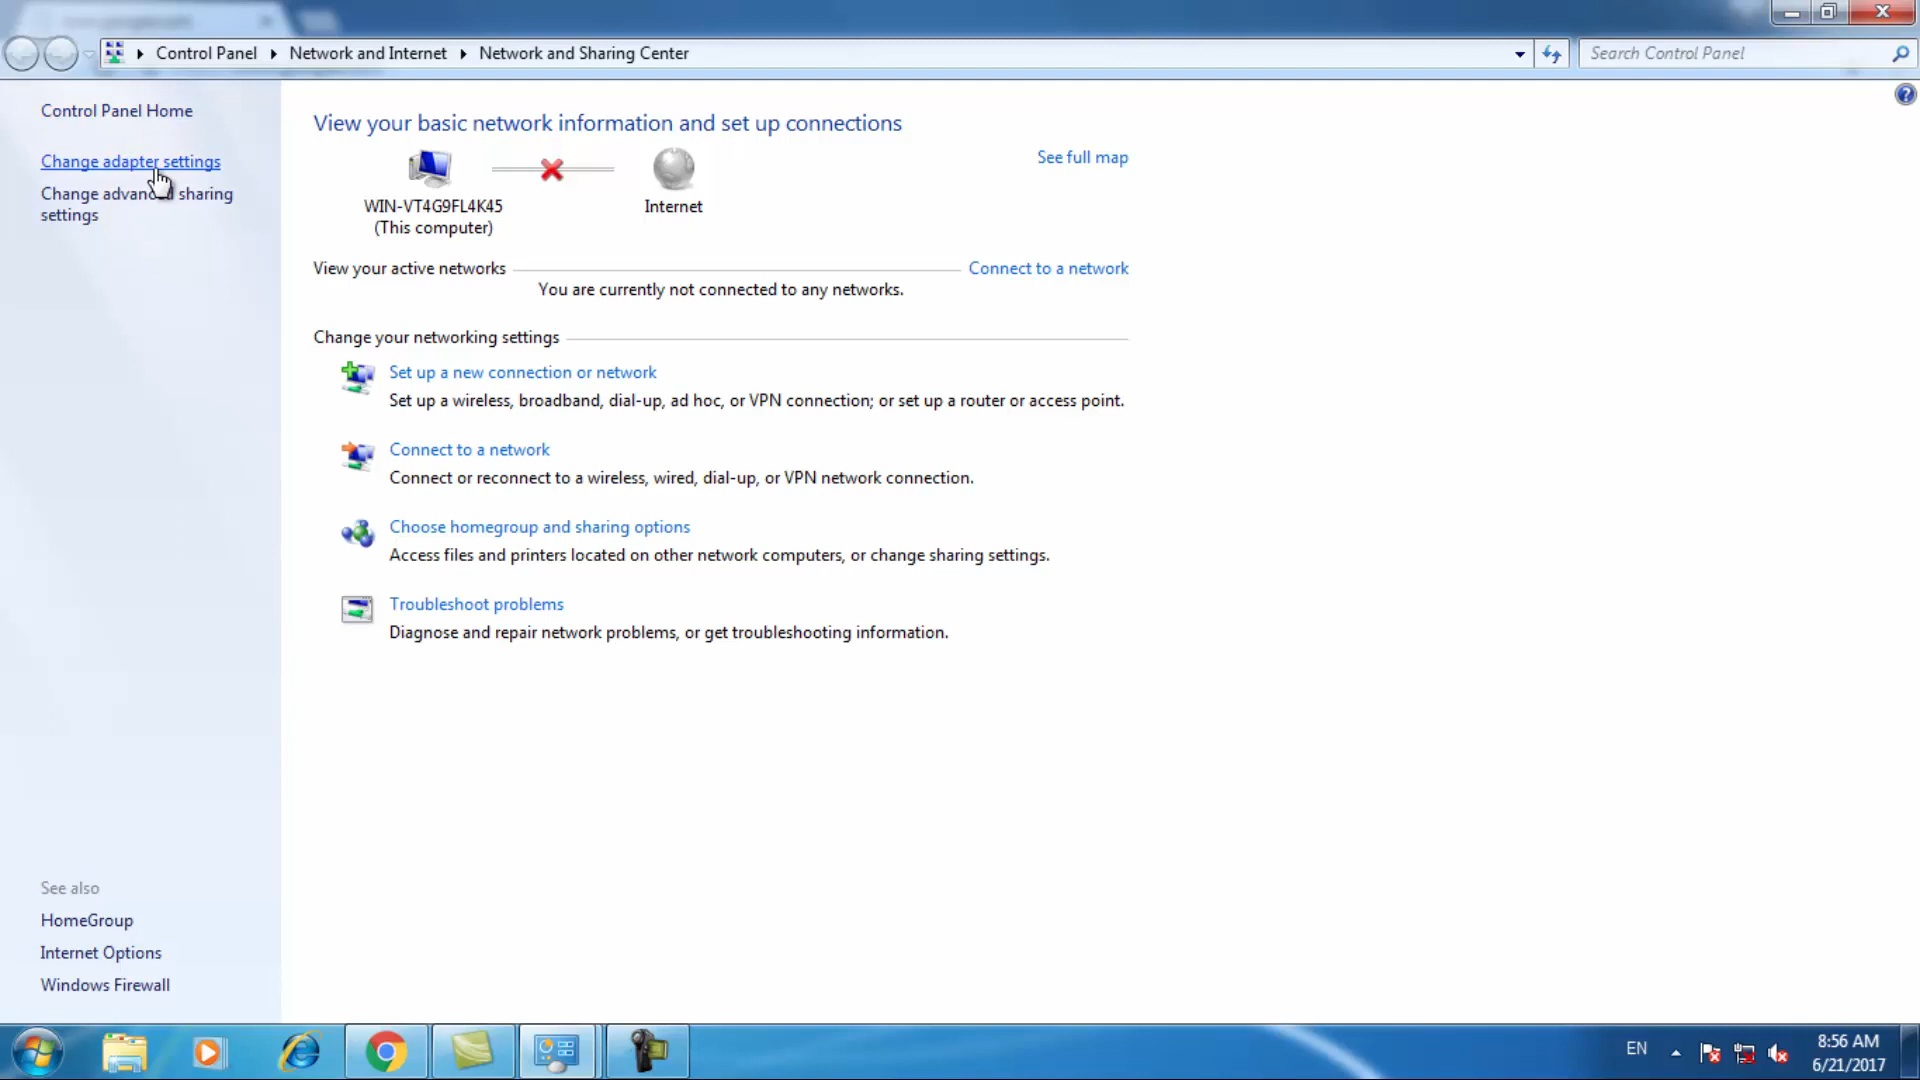 Control Panel
Network and Internet
Network and Sharing Center
Search Control Panel
Control Panel Home
Change adapter settings
Change advanced sharing
settings
View your basic network information and set up connections
See full map
WIN-VT4G9FL4K45
(This computer)
Internet
View your active networks
Connect to a network
You are currently not connected to any networks.
Change your networking settings
Set up a new connection or network
Set up a wireless, broadband, dial-up, ad hoc, or VPN connection; or set up a router or access point.
Connect to a network
Connect or reconnect to a wireless, wired, dial-up, or VPN network connection.
Choose homegroup and sharing options
Access files and printers located on other network computers, or change sharing settings.
Troubleshoot problems
Diagnose and repair network problems, or get troubleshooting information.
See also
HomeGroup
Internet Options
Windows Firewall
EN
8:56 AM
6/21/2017